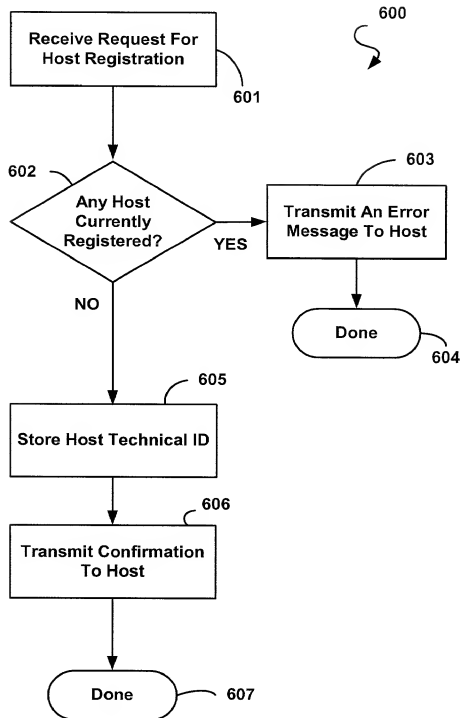 600
Receive Request For
Host Registration
601
602
Any Host
Currently
Registered?
YES
NO
603
Transmit An Error
Message To Host
Done
604
605
Store Host Technical ID
606
Transmit Confirmation
To Host
Done
607